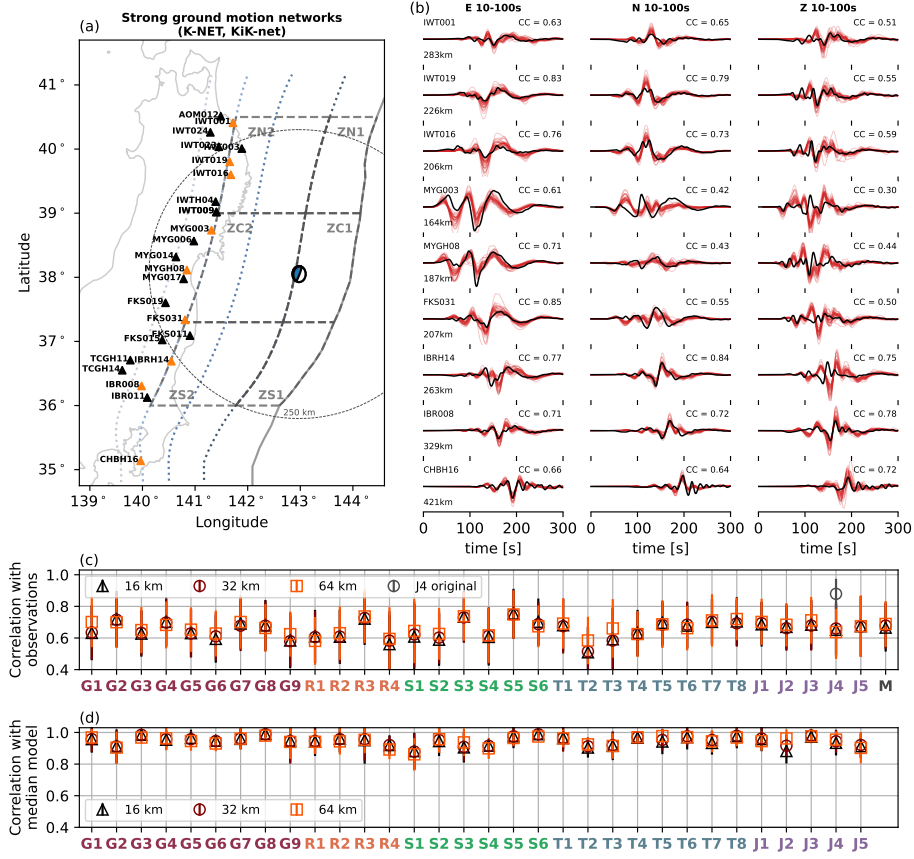 (a)
Strong ground motion networks
(K-NET, KiK-net)
Latitude
41°
40°
39°
38°
37°
36°
35°
139°
140°
141°
142°
143°
144°
Longitude
AOM012
IWT001
IWT024
IWT019
IWT016
IWTH04
IWT009
MYG003
MYG006
MYG014
MYGH08
MYG017
FKS019
FKS031
FKS011
FKS015
TCGH11
IBRH14
TCGH14
IBR008
IBR011
CHBH16
ZN2
ZN1
ZC2
ZC1
ZS2
ZS1
250 km
(b)
E 10-100s
N 10-100s
Z 10-100s
IWT001
CC = 0.63
CC = 0.65
CC = 0.51
283km
IWT019
CC = 0.83
CC = 0.79
CC = 0.55
226km
IWT016
CC = 0.76
CC = 0.73
CC = 0.59
206km
MYG003
CC = 0.61
CC = 0.42
CC = 0.30
164km
MYGH08
CC = 0.71
CC = 0.43
CC = 0.44
187km
FKS031
CC = 0.85
CC = 0.55
CC = 0.50
207km
IBRH14
CC = 0.77
CC = 0.84
CC = 0.75
263km
IBR008
CC = 0.71
CC = 0.72
CC = 0.78
329km
CHBH16
CC = 0.66
CC = 0.64
CC = 0.72
421km
0 100 200 300
0 100 200 300
0 100 200 300
time [s]
time [s]
time [s]
(c)
Correlation with
observations
1.0
0.8
0.6
0.4
16 km
32 km
64 km
J4 original
G1 G2 G3 G4 G5 G6 G7 G8 G9 R1 R2 R3 R4 S1 S2 S3 S4 S5 S6 T1 T2 T3 T4 T5 T6 T7 T8 J1 J2 J3 J4 J5 M
(d)
Correlation with
median model
1.0
0.8
0.6
0.4
16 km
32 km
64 km
G1 G2 G3 G4 G5 G6 G7 G8 G9 R1 R2 R3 R4 S1 S2 S3 S4 S5 S6 T1 T2 T3 T4 T5 T6 T7 T8 J1 J2 J3 J4 J5